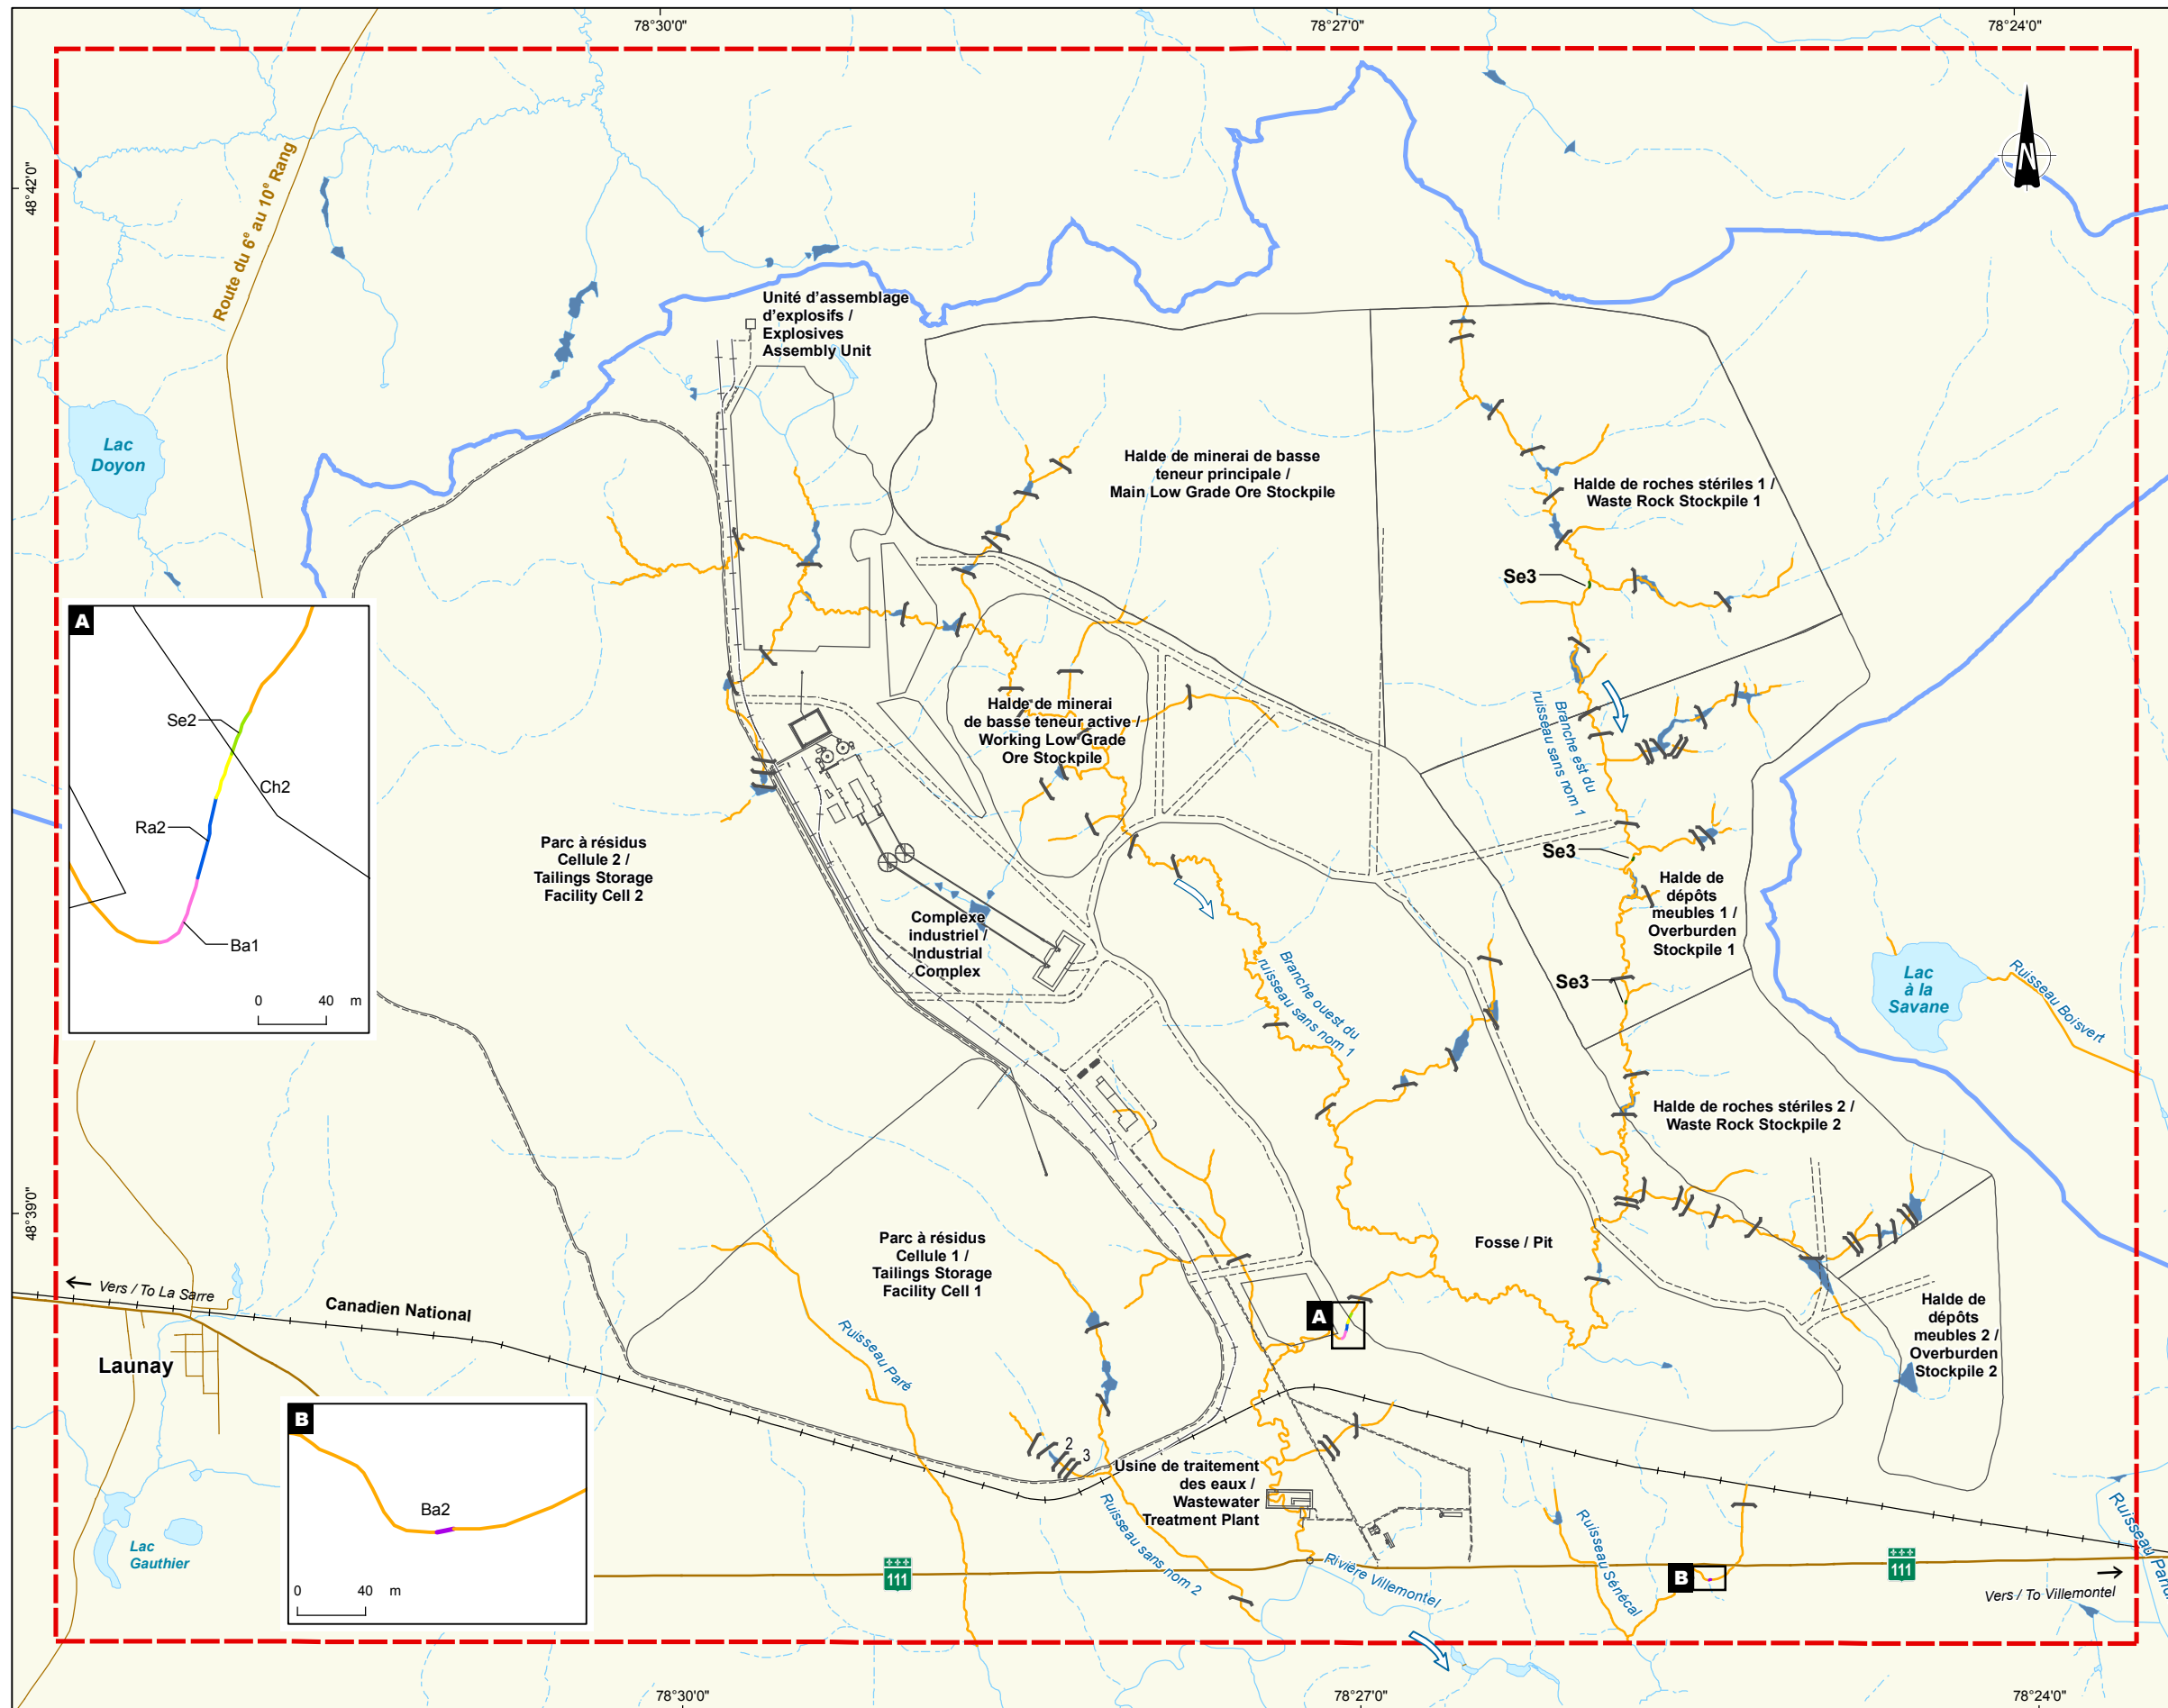 78°30'0"
78°27'0"
78°24'0"
48°42'0"
Route du 6e au 10e Rang
N
Unité d'assemblage
d'explosifs /
Explosives
Assembly Unit
Lac
Doyon
Halde de minerai de basse
teneur principale /
Main Low Grade Ore Stockpile
Halde de roches stériles 1 /
Waste Rock Stockpile 1
Se3
A
Se2
Ch2
Ra2
Ba1
0 40 m
Halde de minerai
de basse teneur active /
Working Low Grade
Ore Stockpile
Branche est du
ruisseau sans nom 1
Parc à résidus
Cellule 2 /
Tailings Storage
Facility Cell 2
Se3
Halde de
dépôts
meubles 1 /
Overburden
Stockpile 1
Complexe
industriel /
Industrial
Complex
Branche ouest du
ruisseau sans nom 1
Se3
Lac
à la
Savane
Ruisseau Boisvert
Halde de roches stériles 2 /
Waste Rock Stockpile 2
48°39'0"
Parc à résidus
Cellule 1 /
Tailings Storage
Facility Cell 1
Fosse / Pit
Vers / To La Sarre
Canadien National
A
Halde de
dépôts
meubles 2 /
Overburden
Stockpile 2
Launay
Ruisseau Paré
B
Ba2
0 40 m
2
3
Usine de traitement
des eaux /
Wastewater
Treatment Plant
Ruisseau sans nom 2
Lac
Gauthier
111
Rivière Villemontel
Ruisseau Sénécal
B
111
Vers / To Villemontel
Ruisseau
78°30'0"
78°27'0"
78°24'0"